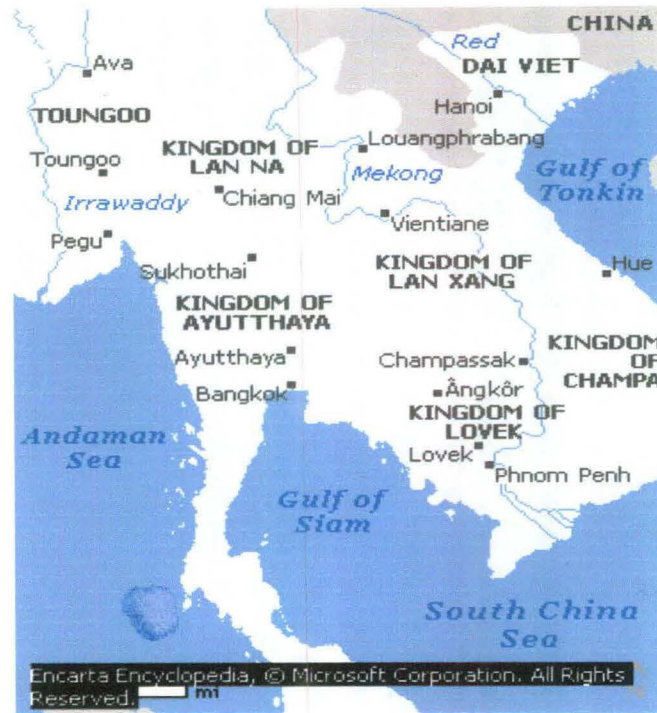 CHINA
Red
Ava
DAI VIET
Hanoi
TOUNGOO
KINGDOM OF
LAN NA
Louangphrabang
Toungoo
Mekong
Gulf of
Tonkin
Chiang Mai
Irrawaddy
Vientiane
Pegu
Sukhothai
KINGDOM OF
LAN XANG
Hue
KINGDOM OF
AYUTTHAYA
Ayutthaya
Champassak
KINGDOM
OF
CHAMPA
Bangkok
Ângkôr
KINGDOM OF
LOVEK
Andaman
Sea
Lovek
Phnom Penh
Gulf of
Siam
South China
Sea
Encarta Encyclopedia, © Microsoft Corporation. All Rights
Reserved.
mi